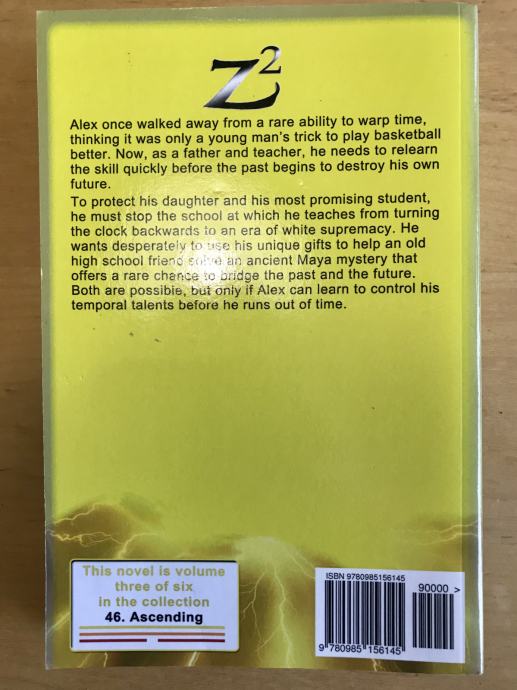 Z2
Alex once walked away from a rare ability to warp time,
thinking it was only a young man's trick to play basketball
better. Now, as a father and teacher, he needs to relearn
the skill quickly before the past begins to destroy his own
future.
To protect his daughter and his most promising student,
he must stop the school at which he teaches from turning
the clock backwards to an era of white supremacy. He
wants desperately to use his unique gifts to help an old
high school friend solve an ancient Maya mystery that
offers a rare chance to bridge the past and the future.
Both are possible, but only if Alex can learn to control his
temporal talents before he runs out of time.
This novel is volume
three of six
in the collection
46. Ascending
ISBN 9780985156145
90000 >
9 780985 156145